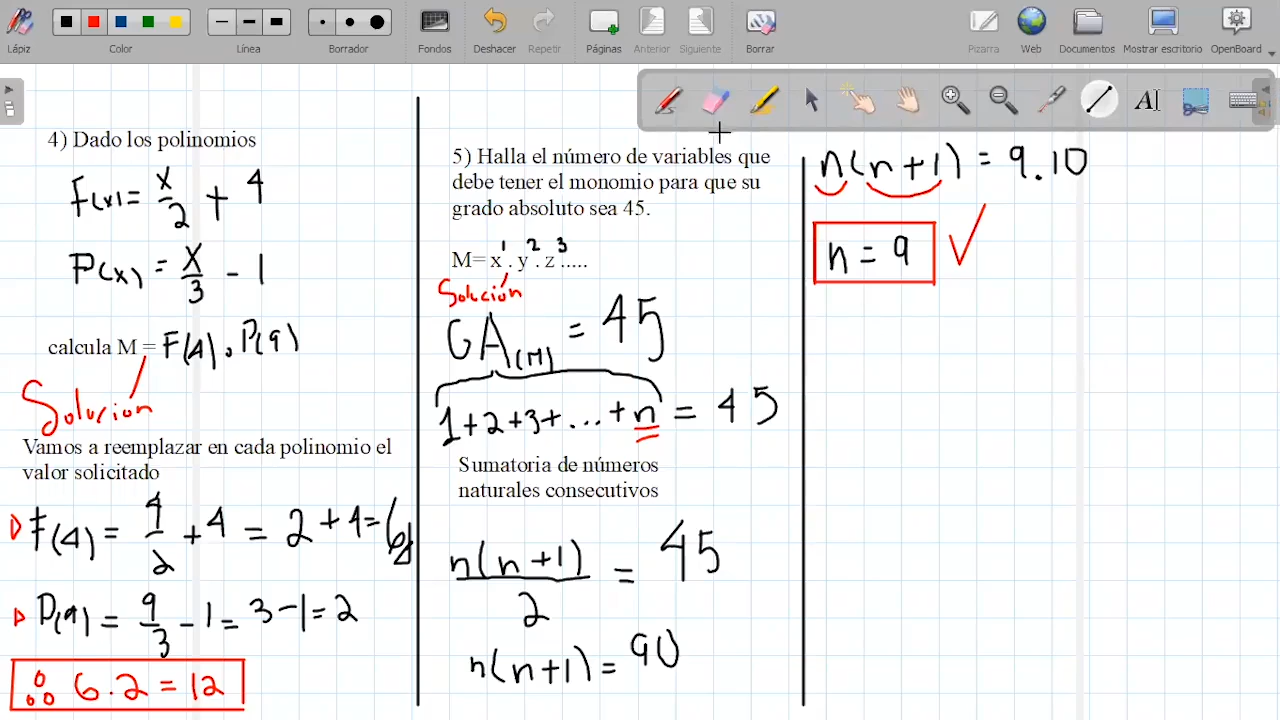 Lápiz
Color
Línea
Borrador
Fondos
Deshacer
Repetir
Páginas
Anterior
Siguiente
Borrar
Pizarra
Web
Documentos
Mostrar escritorio
OpenBoard
AI
4) Dado los polinomios
F(x) = x/2 + 4
P(x) = x/3 - 1
calcula M = F(4) . P(9)
Solución
Vamos a reemplazar en cada polinomio el
valor solicitado
F(4) = 4/2 + 4 = 2 + 4 = 6
P(9) = 9/3 - 1 = 3 - 1 = 2
∴ 6 . 2 = 12
5) Halla el número de variables que
debe tener el monomio para que su
grado absoluto sea 45.
M= x¹ . y² . z³.....
Solución
GA(M) = 45
1+2+3+...+n = 45
Sumatoria de números
naturales consecutivos
n(n+1)/2 = 45
n(n+1) = 90
n(n+1) = 9.10
n = 9 ✓